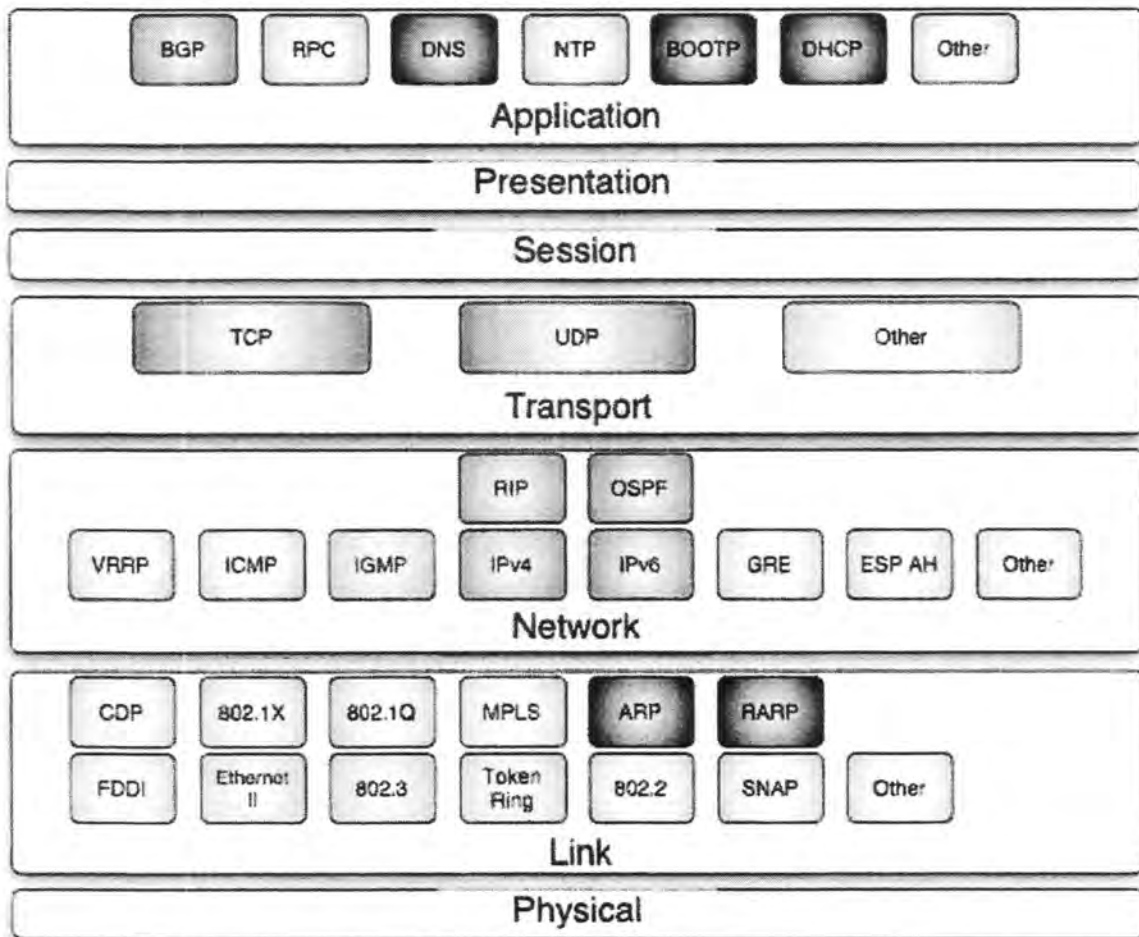 BGP RPC DNS NTP BOOTP DHCP Other
Application
Presentation
Session
TCP UDP Other
Transport
RIP OSPF
VRRP ICMP IGMP IPv4 IPv6 GRE ESP AH Other
Network
CDP 802.1X 802.1Q MPLS ARP RARP
FDDI Ethernet II 802.3 Token Ring 802.2 SNAP Other
Link
Physical